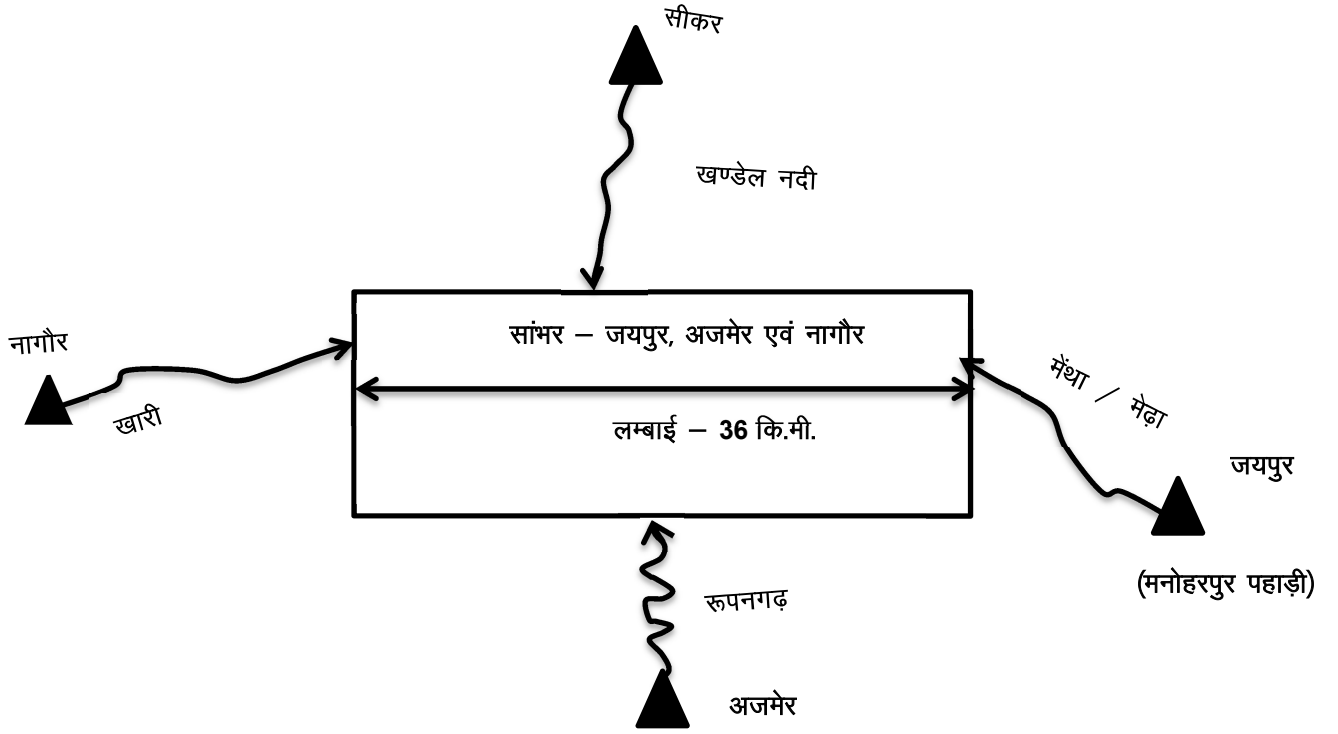 सीकर
खण्डेल नदी
नागौर
सांभर – जयपुर, अजमेर एवं नागौर
मेंथा / मेढ़ा
खारी
लम्बाई – 36 कि.मी.
जयपुर
(मनोहरपुर पहाड़ी)
रूपनगढ़
अजमेर